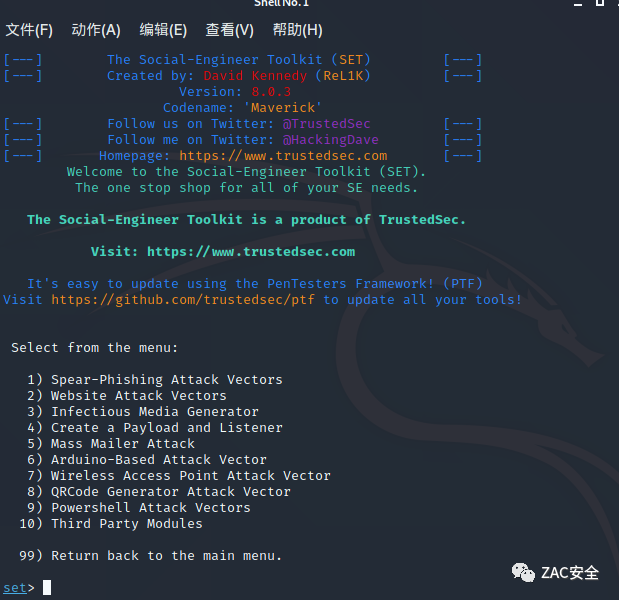 Shell No.1
文件(F) 动作(A) 编辑(E) 查看(V) 帮助(H)
[---] The Social-Engineer Toolkit (SET) [---]
[---] Created by: David Kennedy (ReL1K) [---]
Version: 8.0.3
Codename: 'Maverick'
[---] Follow us on Twitter: @TrustedSec [---]
[---] Follow me on Twitter: @HackingDave [---]
[---] Homepage: https://www.trustedsec.com [---]
Welcome to the Social-Engineer Toolkit (SET).
The one stop shop for all of your SE needs.
The Social-Engineer Toolkit is a product of TrustedSec.
Visit: https://www.trustedsec.com
It's easy to update using the PenTesters Framework! (PTF)
Visit https://github.com/trustedsec/ptf to update all your tools!
Select from the menu:
1) Spear-Phishing Attack Vectors
2) Website Attack Vectors
3) Infectious Media Generator
4) Create a Payload and Listener
5) Mass Mailer Attack
6) Arduino-Based Attack Vector
7) Wireless Access Point Attack Vector
8) QRCode Generator Attack Vector
9) Powershell Attack Vectors
10) Third Party Modules
99) Return back to the main menu.
set>
ZAC安全